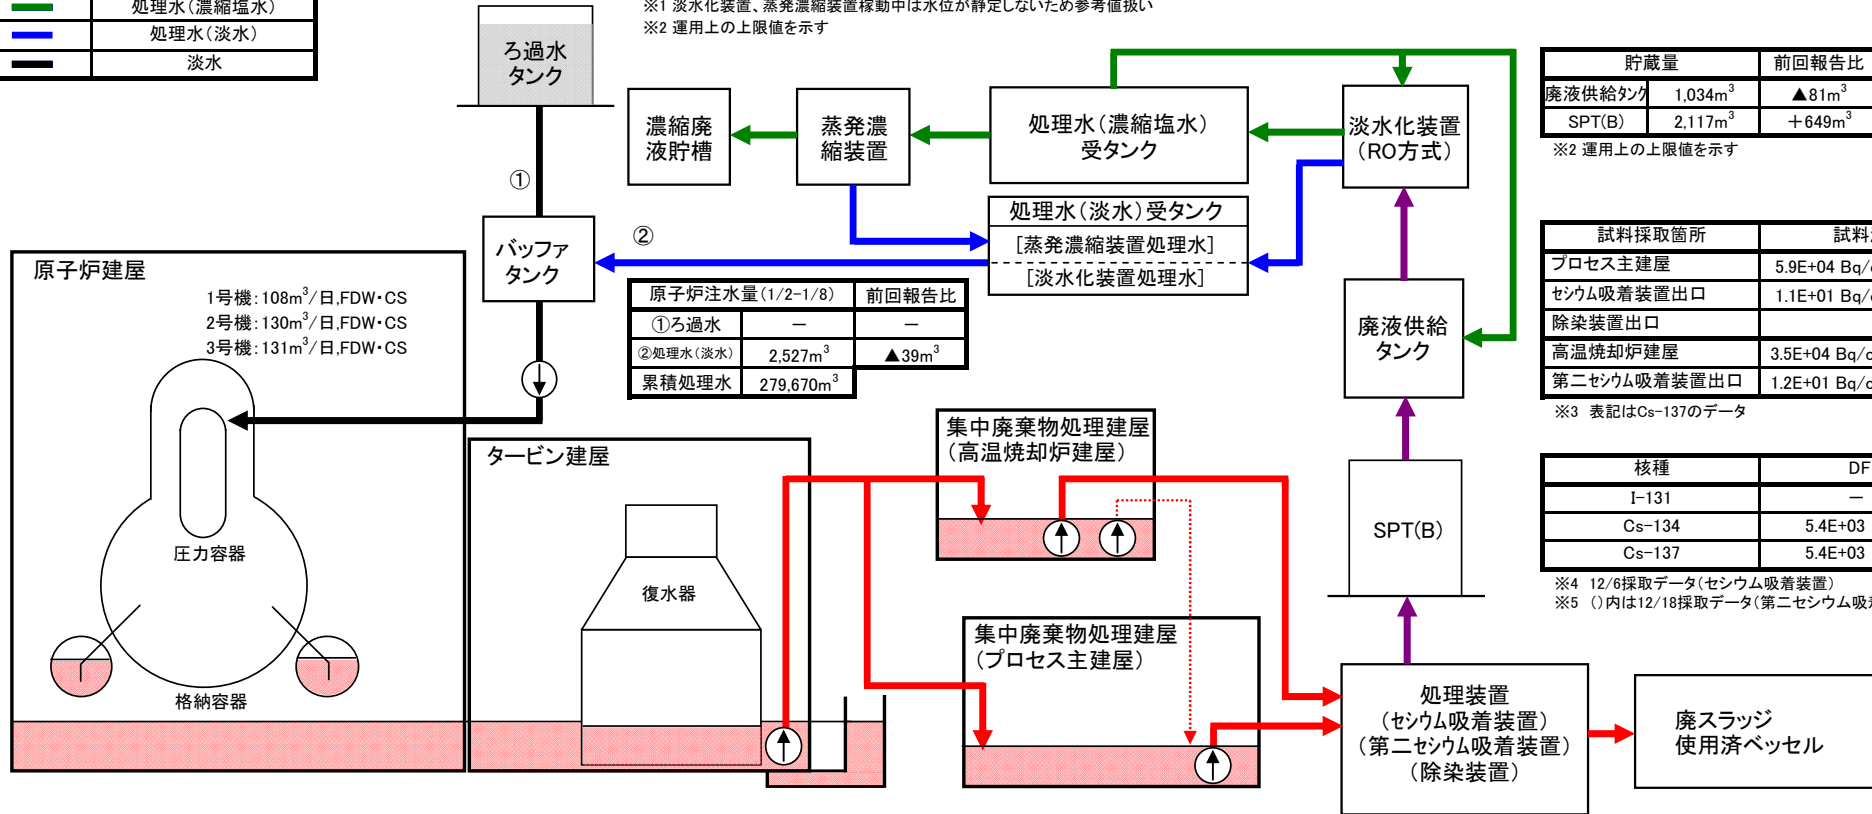 処理水(濃縮塩水)
処理水(淡水)
淡水
※1 淡水化装置、蒸発濃縮装置稼動中は水位が静定しないため参考値扱い
※2 運用上の上限値を示す
ろ過水
タンク
濃縮廃
液貯槽
蒸発濃
縮装置
処理水(濃縮塩水)
受タンク
淡水化装置
(RO方式)
貯蔵量 前回報告比
廃液供給タンク 1,034m³ ▲81m³
SPT(B) 2,117m³ +649m³
※2 運用上の上限値を示す
①
②
バッファ
タンク
処理水(淡水)受タンク
[蒸発濃縮装置処理水]
[淡水化装置処理水]
原子炉建屋
1号機:108m³/日,FDW・CS
2号機:130m³/日,FDW・CS
3号機:131m³/日,FDW・CS
原子炉注水量(1/2-1/8) 前回報告比
①ろ過水 - -
②処理水(淡水) 2,527m³ ▲39m³
累積処理水 279,670m³
廃液供給
タンク
試料採取箇所 試料
プロセス主建屋 5.9E+04 Bq/
セシウム吸着装置出口 1.1E+01 Bq/
除染装置出口
高温焼却炉建屋 3.5E+04 Bq/
第二セシウム吸着装置出口 1.2E+01 Bq/
※3 表記はCs-137のデータ
タービン建屋
集中廃棄物処理建屋
(高温焼却炉建屋)
核種 DF
I-131 -
Cs-134 5.4E+03
Cs-137 5.4E+03
※4 12/6採取データ(セシウム吸着装置)
※5 ()内は12/18採取データ(第二セシウム吸
SPT(B)
圧力容器
復水器
格納容器
集中廃棄物処理建屋
(プロセス主建屋)
処理装置
(セシウム吸着装置)
(第二セシウム吸着装置)
(除染装置)
廃スラッジ
使用済ベッセル